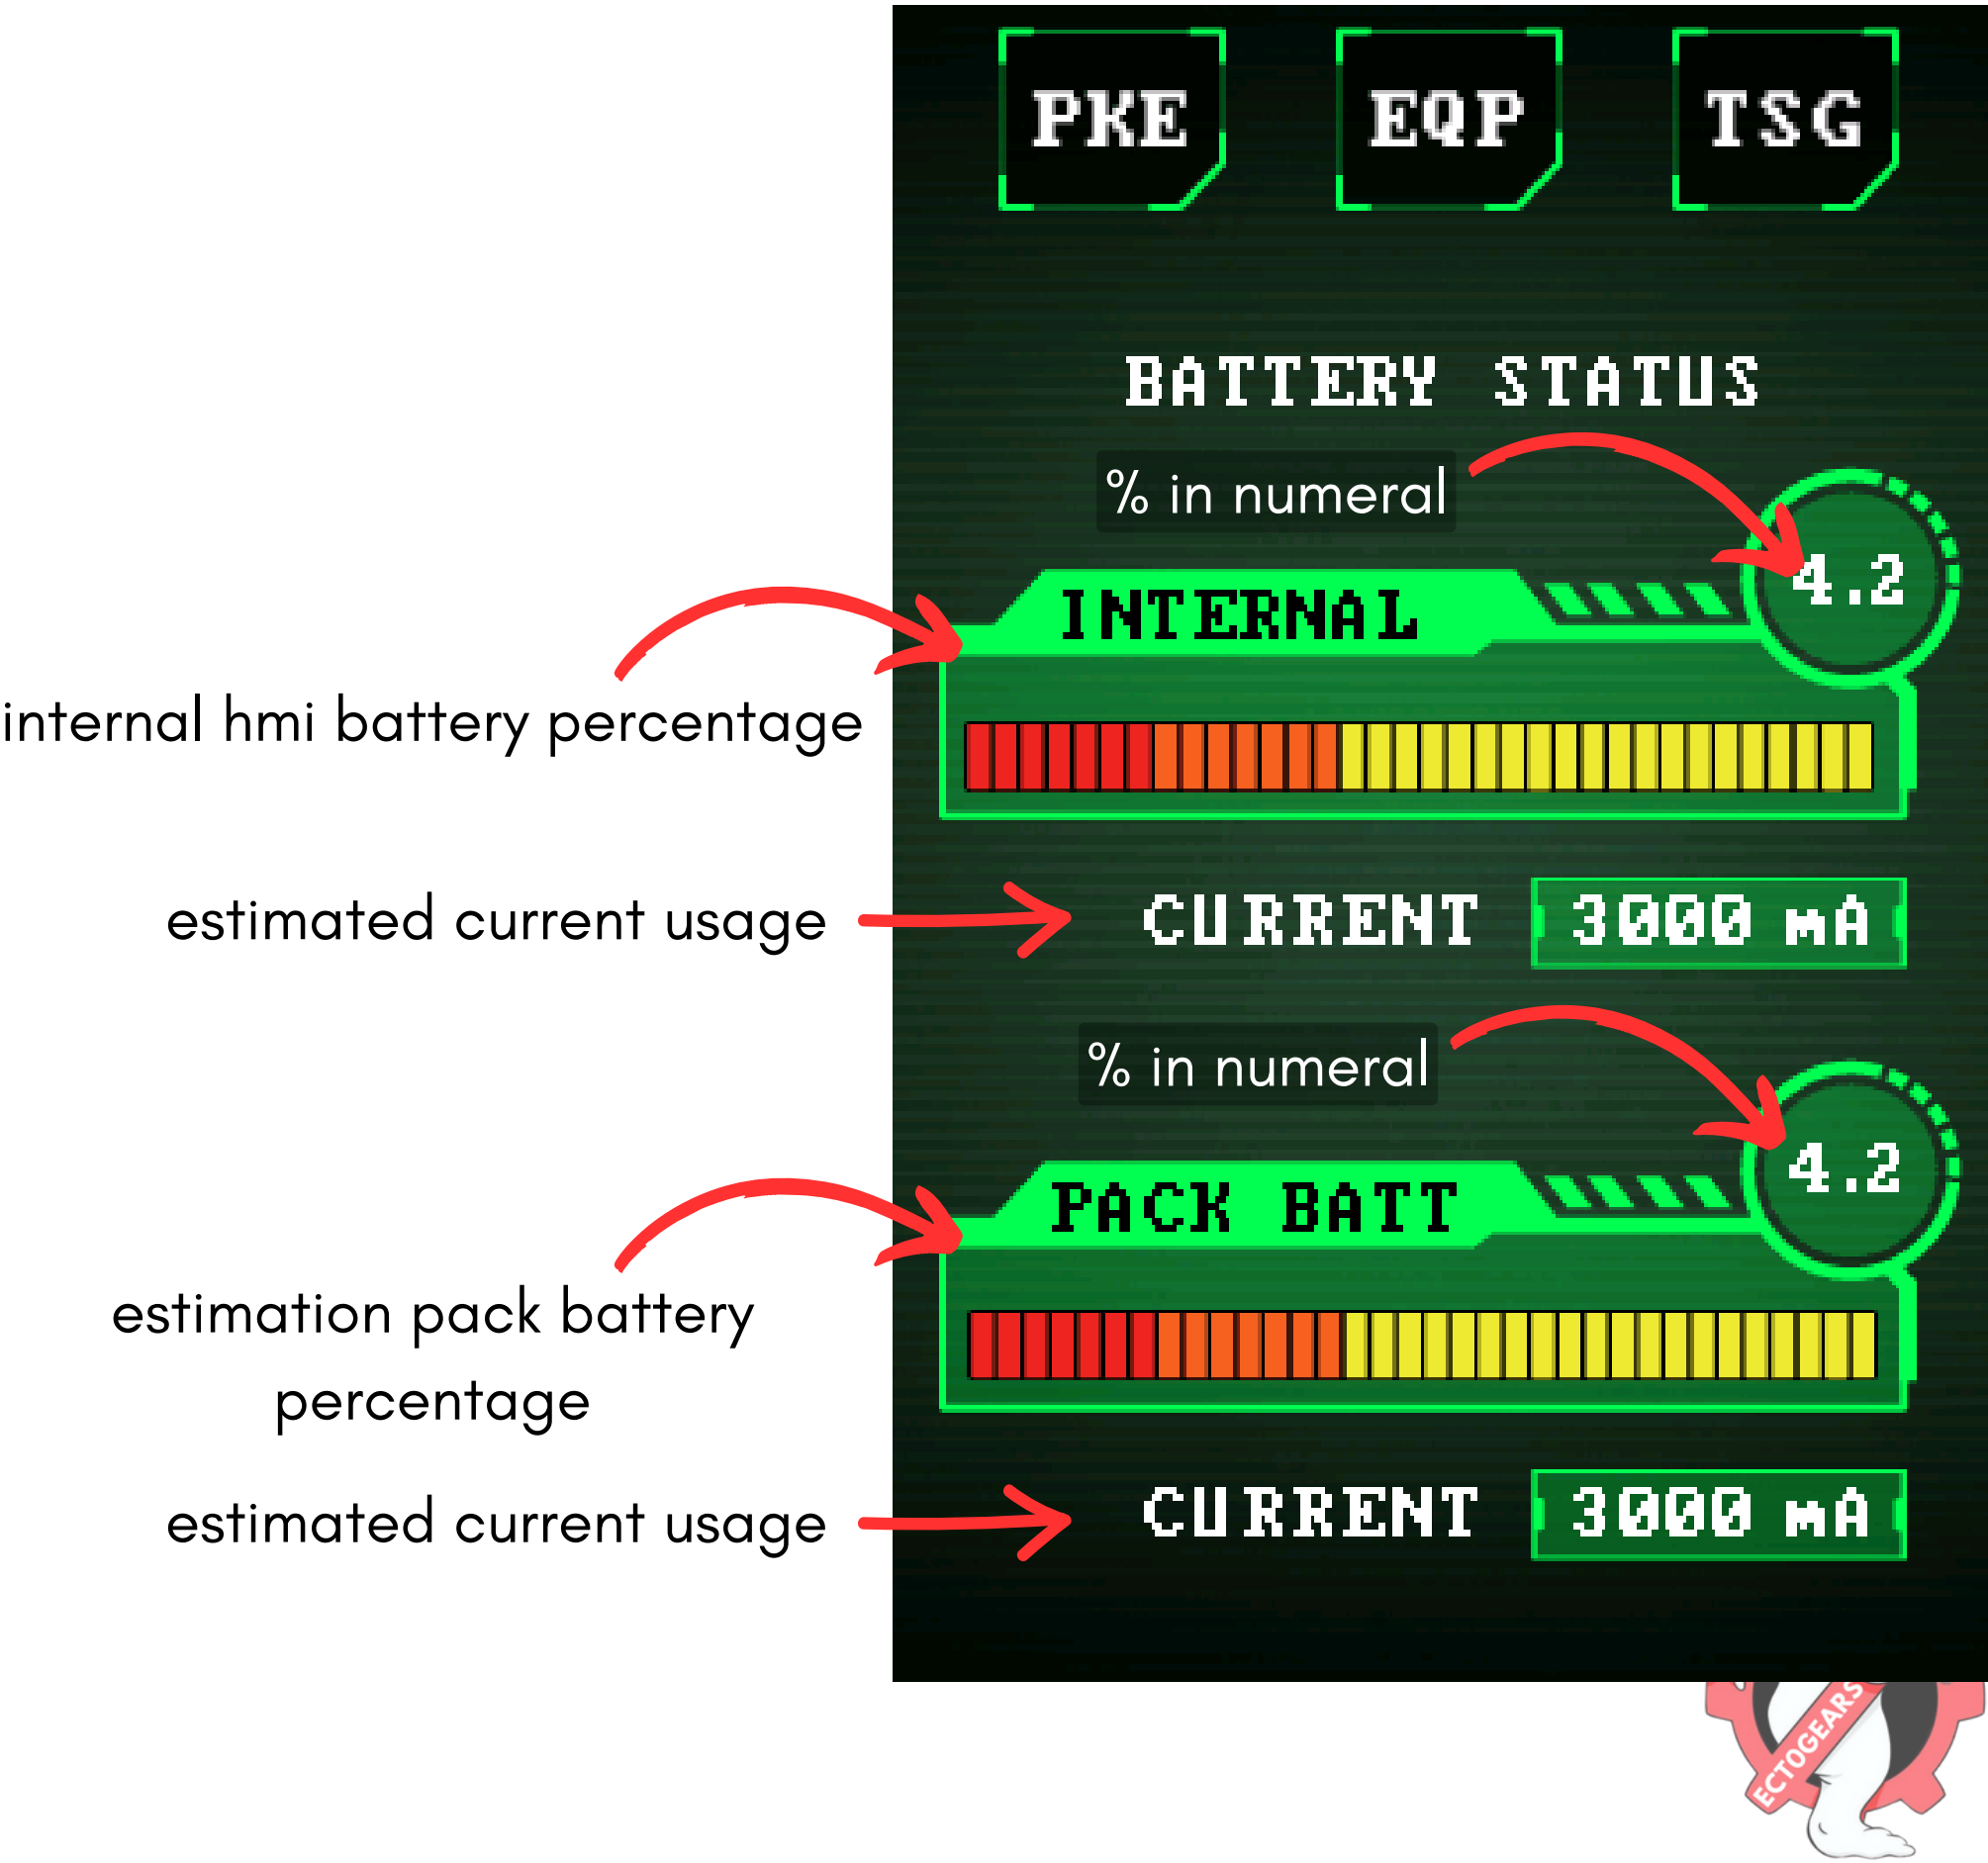 PKE EQP TSG
BATTERY STATUS
% in numeral
4.2
INTERNAL
internal hmi battery percentage
estimated current usage
CURRENT 3000 mA
% in numeral
4.2
PACK BATT
estimation pack battery
percentage
estimated current usage
CURRENT 3000 mA
ECTOGEARS